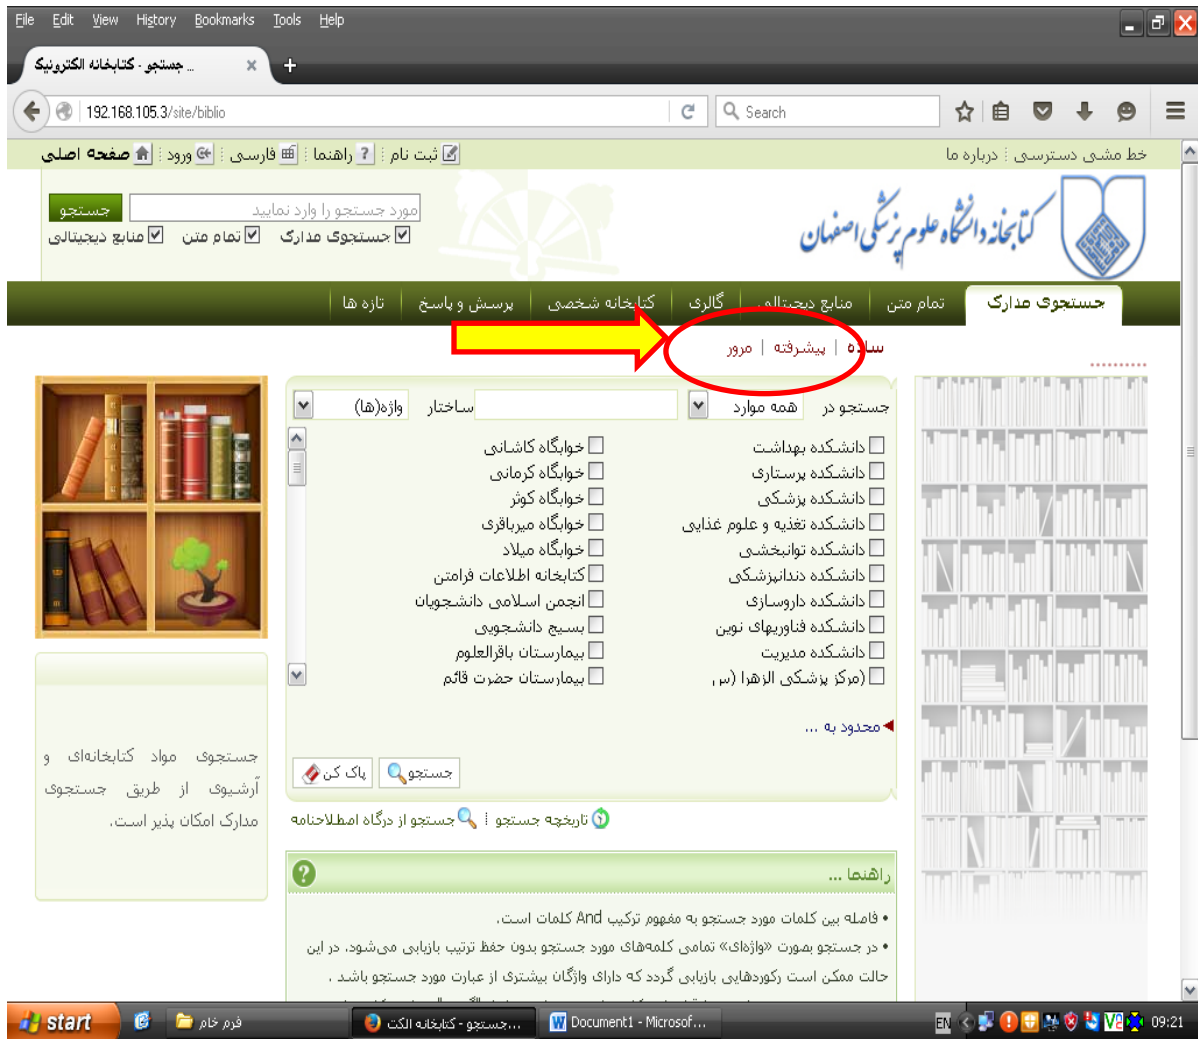 File Edit View History Bookmarks Tools Help
جستجو - کتابخانه الکترونیک ...
192.168.105.3/site/biblio
Search
خط مشی دسترسی درباره ما
ثبت نام راهنما فارسی ورود صفحه اصلی
کتابخانه دانشگاه علوم پزشکی اصفهان
مورد جستجو را وارد نمایید
جستجو
جستجوی مدارک تمام متن منابع دیجیتالی
جستجوی مدارک تمام متن منابع دیجیتالی گالری کتابخانه شخصی پرسش و پاسخ تازه ها
ساده | پیشرفته | مرور
جستجو در همه موارد ساختار واژه(ها)
دانشکده بهداشت
دانشکده پرستاری
دانشکده پزشکی
دانشکده تغذیه و علوم غذایی
دانشکده توانبخشی
دانشکده دندانپزشکی
دانشکده داروسازی
دانشکده فناوریهای نوین
دانشکده مدیریت
(مرکز پزشکی الزهرا (س
خوابگاه کاشانی
خوابگاه کرمانی
خوابگاه کوثر
خوابگاه میرباقری
خوابگاه میلاد
کتابخانه اطلاعات فرامتن
انجمن اسلامی دانشجویان
بسیج دانشجویی
بیمارستان باقرالعلوم
بیمارستان حضرت قائم
محدود به ...
جستجو پاک کن
تاریخچه جستجو جستجو از درگاه اصطلاحنامه
جستجوی مواد کتابخانه‌ای و
آرشیوی از طریق جستجوی
مدارک امکان پذیر است.
راهنما ...
• فاصله بین کلمات مورد جستجو به مفهوم ترکیب And کلمات است.
• در جستجو بصورت «واژه‌ای» تمامی کلمه‌های مورد جستجو بدون حفظ ترتیب بازیابی می‌شود، در این
حالت ممکن است رکوردهایی بازیابی گردد که دارای واژگان بیشتری از عبارت مورد جستجو باشد .
start
فرم خام
جستجو - کتابخانه الکت...
Document1 - Microsof...
EN
V2
09:21